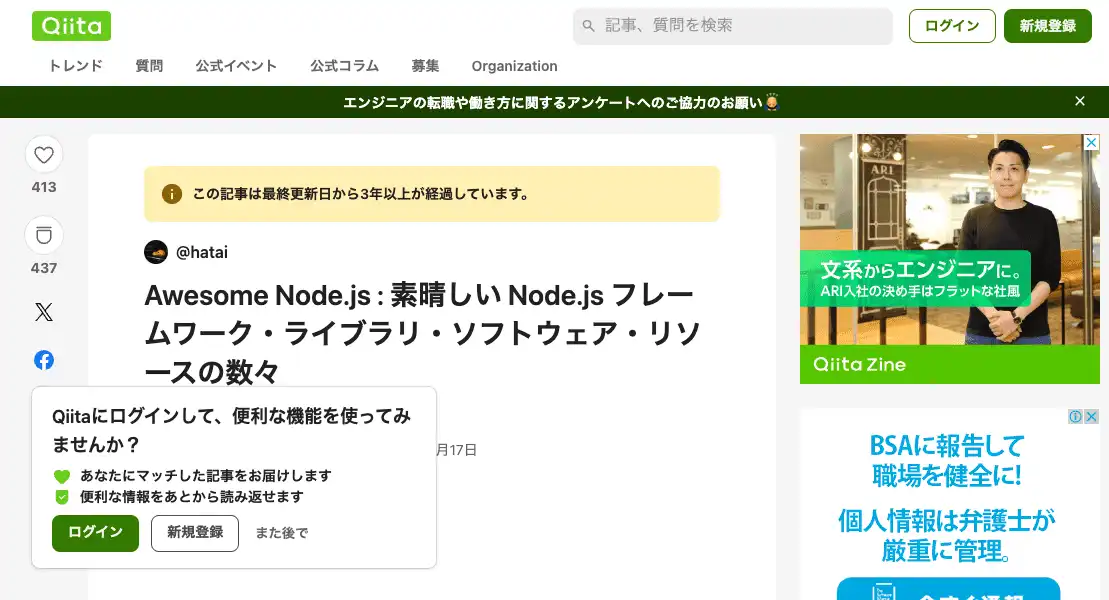 Qiita
記事、質問を検索
ログイン
新規登録
トレンド
質問
公式イベント
公式コラム
募集
Organization
エンジニアの転職や働き方に関するアンケートへのご協力のお願い
413
437
この記事は最終更新日から3年以上が経過しています。
@hatai
Awesome Node.js : 素晴しい Node.js フレー
ムワーク・ライブラリ・ソフトウェア・リソ
ースの数々
月17日
Qiitaにログインして、便利な機能を使ってみ
ませんか？
あなたにマッチした記事をお届けします
便利な情報をあとから読み返せます
ログイン
新規登録
また後で
ARI
文系からエンジニアに。
ARI入社の決め手はフラットな社風
Qiita Zine
BSAに報告して
職場を健全に!
個人情報は弁護士が
厳重に管理。